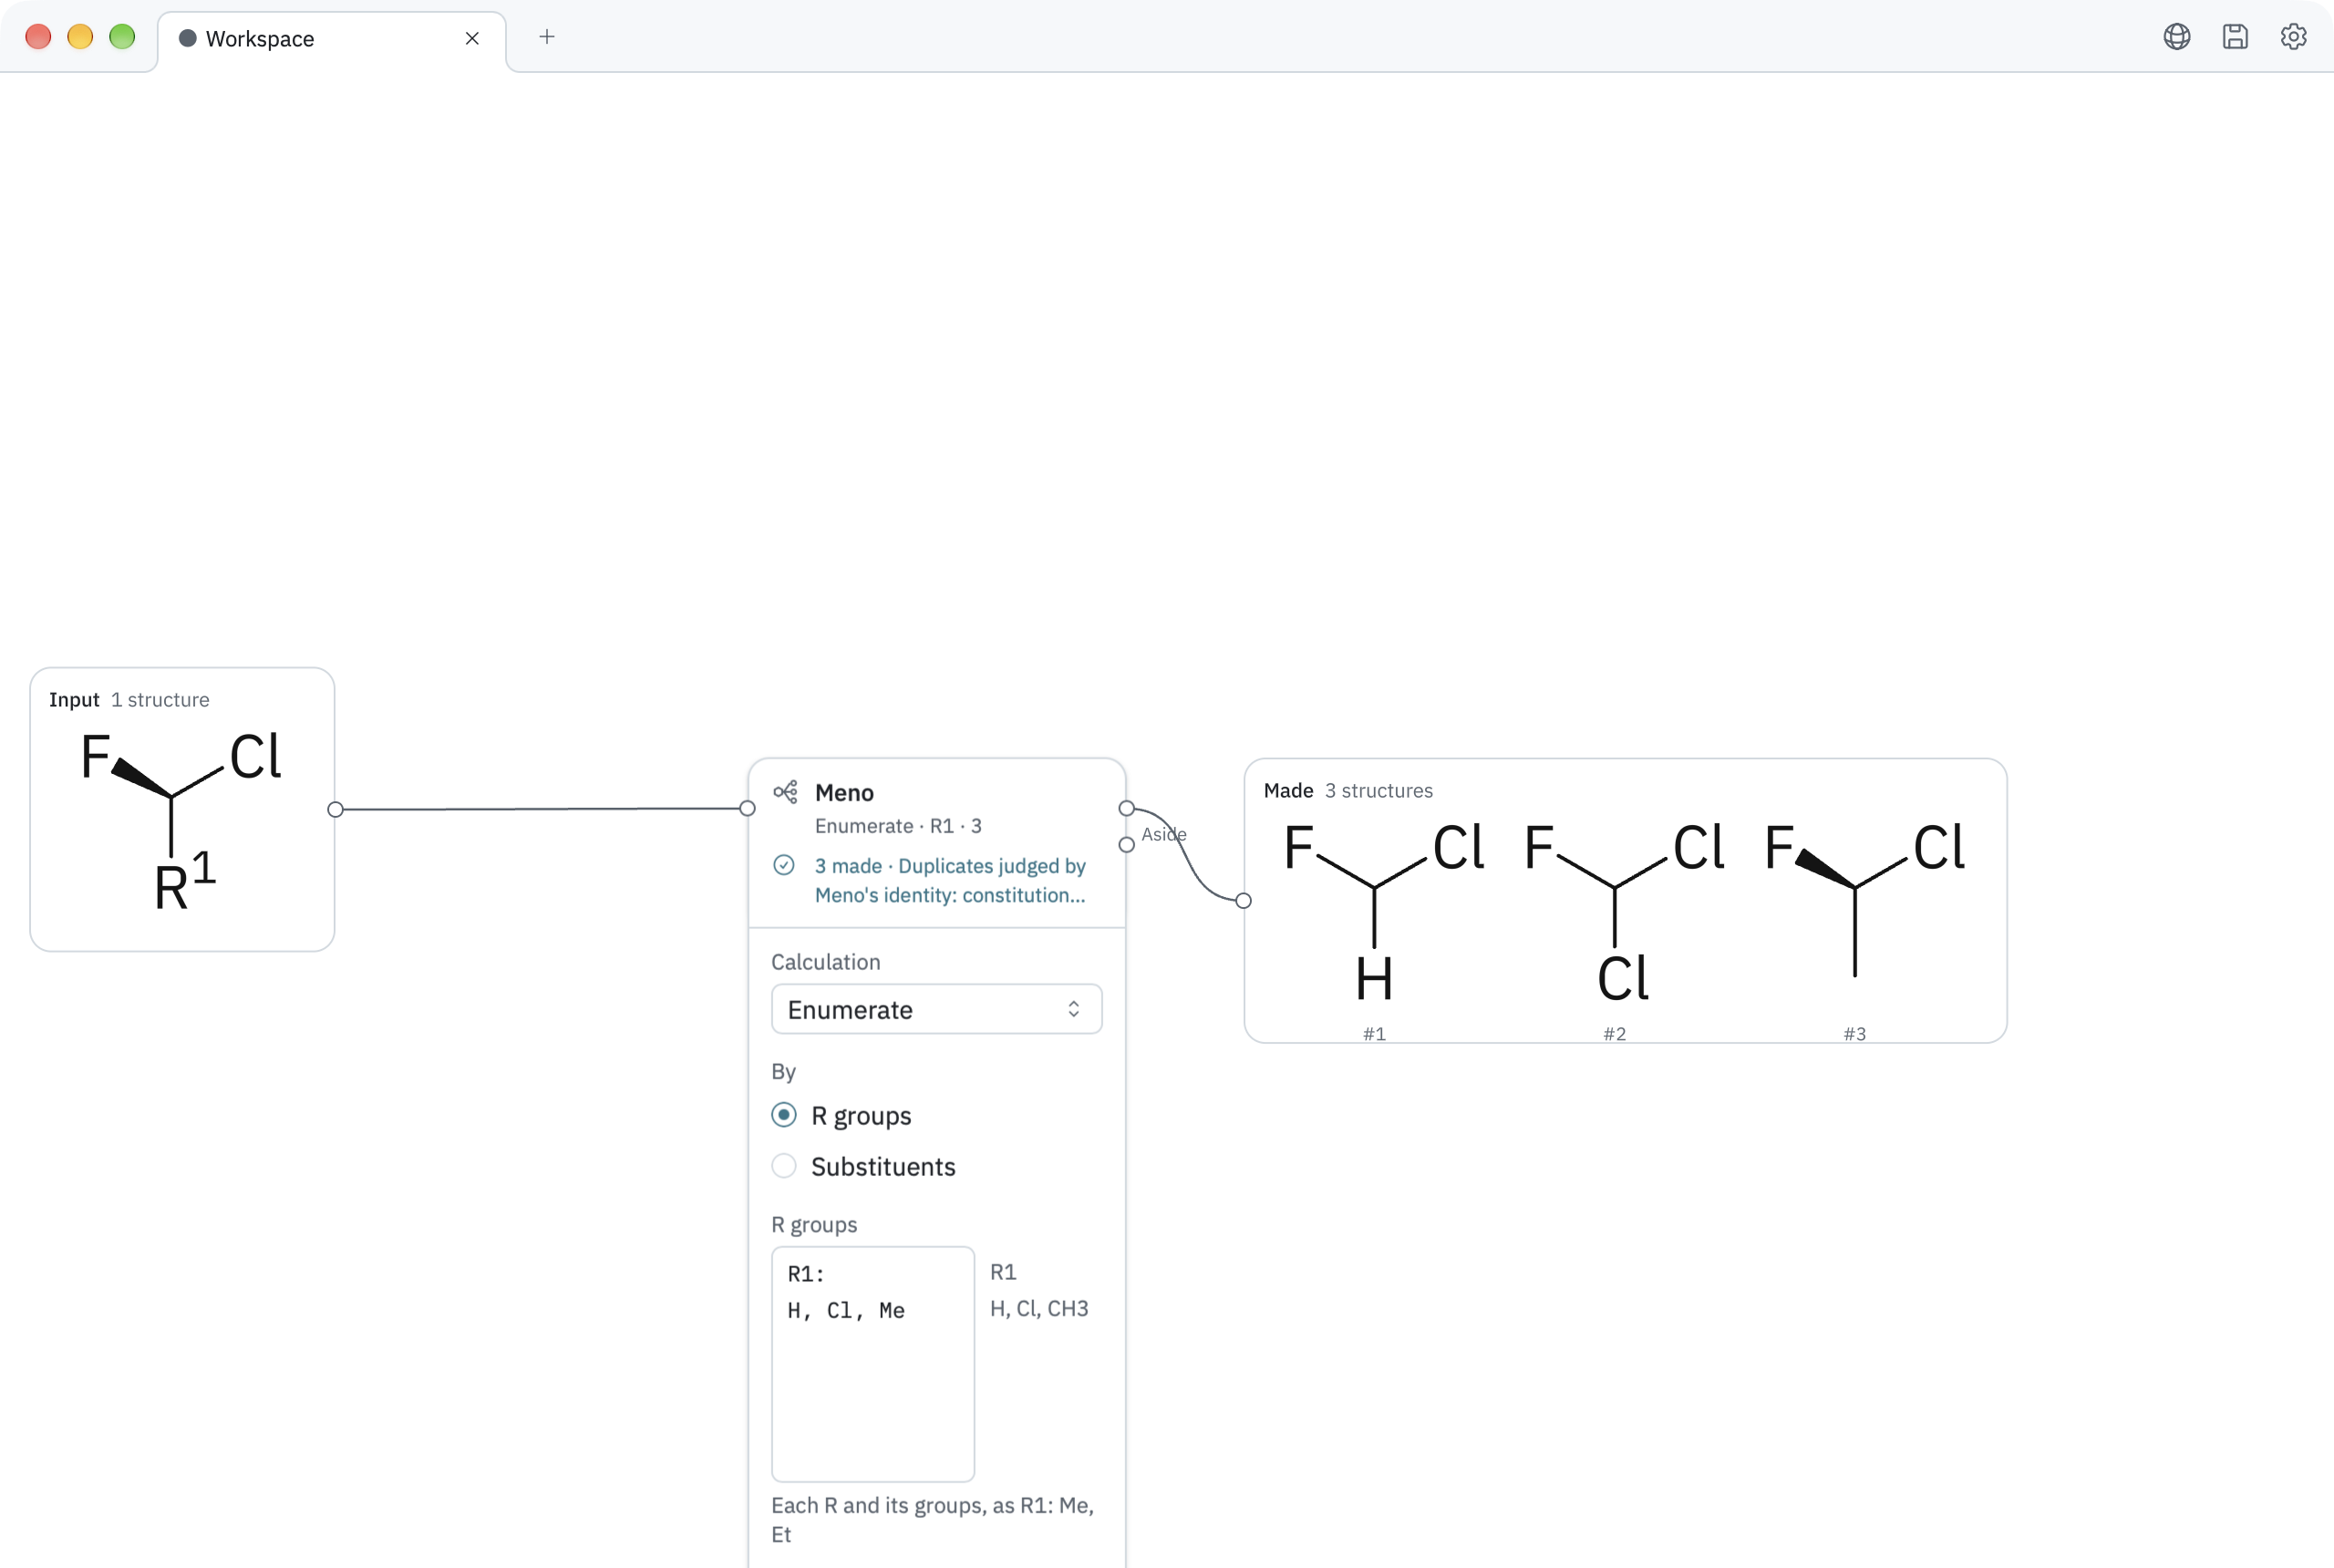 Workspace
Input 1 structure
F Cl
R1
Meno
Enumerate · R1 · 3
3 made · Duplicates judged by
Meno's identity: constitution...
Aside
Calculation
Enumerate
By
R groups
Substituents
R groups
R1:
H, Cl, Me
R1
H, Cl, CH3
Each R and its groups, as R1: Me,
Et
Made 3 structures
F Cl F Cl F Cl
H Cl
#1 #2 #3